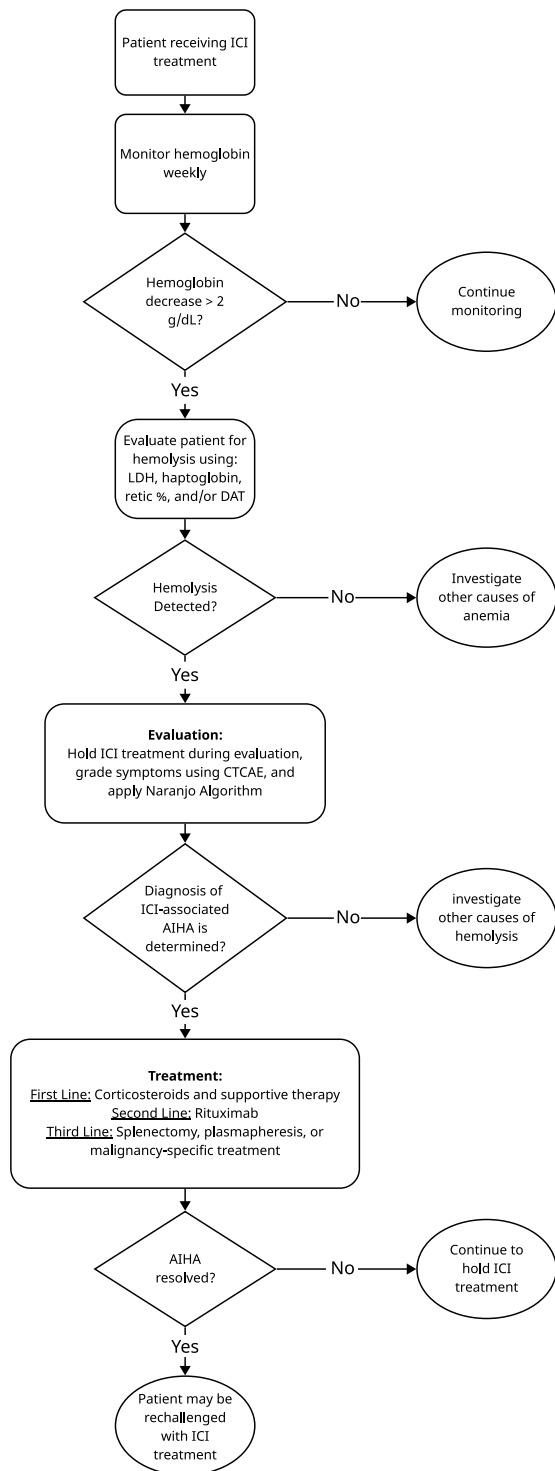 Patient receiving ICI
treatment
Monitor hemoglobin
weekly
Hemoglobin
decrease > 2
g/dL?
No
Continue
monitoring
Yes
Evaluate patient for
hemolysis using:
LDH, haptoglobin,
retic %, and/or DAT
Hemolysis
Detected?
No
Investigate
other causes of
anemia
Yes
Evaluation:
Hold ICI treatment during evaluation,
grade symptoms using CTCAE, and
apply Naranjo Algorithm
Diagnosis of
ICI-associated
AIHA is
determined?
No
investigate
other causes of
hemolysis
Yes
Treatment:
First Line: Corticosteroids and supportive therapy
Second Line: Rituximab
Third Line: Splenectomy, plasmapheresis, or
malignancy-specific treatment
AIHA
resolved?
No
Continue to
hold ICI
treatment
Yes
Patient may be
rechallenged
with ICI
treatment